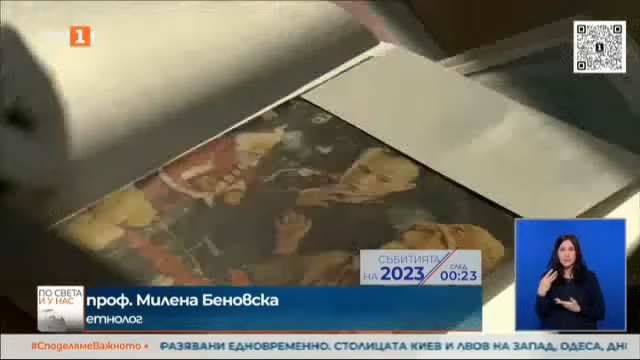 1
1
СЪБИТИЯТА
НА 2023 СЛЕД
00:23
ПО СВЕТА
И У НАС
проф. Милена Беновска
етнолог
#СподелямеВажното • РАЗЯВАНИ ЕДНОВРЕМЕННО. СТОЛИЦАТА КИЕВ И ЛВОВ НА ЗАПАД, ОДЕСА, ДН